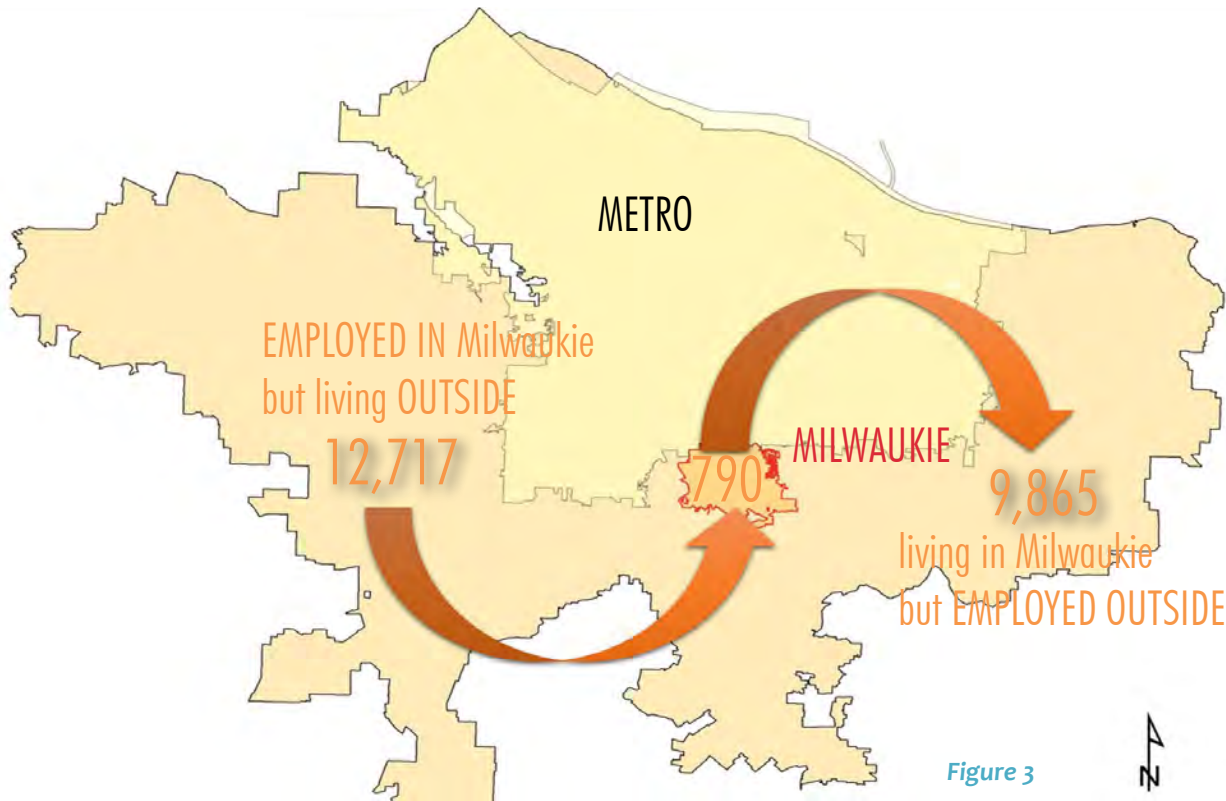 METRO
EMPLOYED IN Milwaukie
but living OUTSIDE
12,717
790
MILWAUKIE
9,865
living in Milwaukie
but EMPLOYED OUTSIDE
Figure 3
N